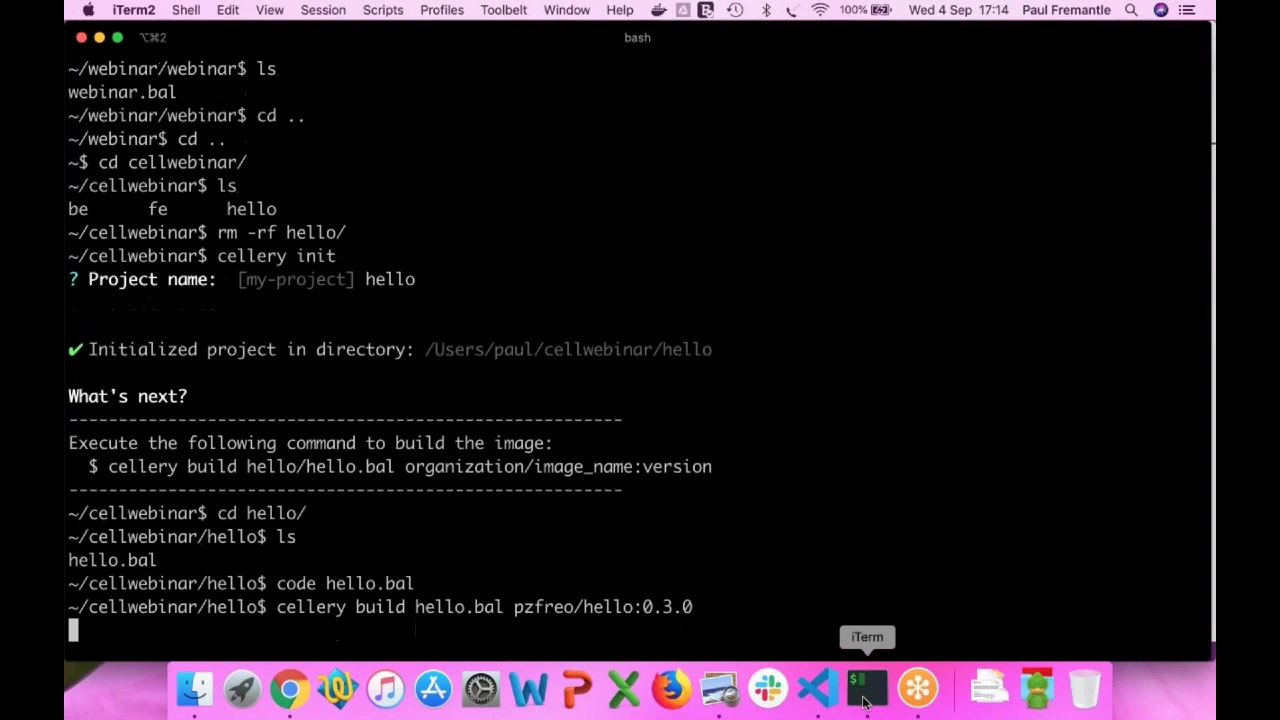 iTerm2 Shell Edit View Session Scripts Profiles Toolbelt Window Help 100% Wed 4 Sep 17:14 Paul Fremantle
⌥⌘2 bash
~/webinar/webinar$ ls
webinar.bal
~/webinar/webinar$ cd ..
~/webinar$ cd ..
~$ cd cellwebinar/
~/cellwebinar$ ls
be fe hello
~/cellwebinar$ rm -rf hello/
~/cellwebinar$ cellery init
? Project name: [my-project] hello
✔ Initialized project in directory: /Users/paul/cellwebinar/hello
What's next?
--------------------------------------------------------
Execute the following command to build the image:
$ cellery build hello/hello.bal organization/image_name:version
--------------------------------------------------------
~/cellwebinar$ cd hello/
~/cellwebinar/hello$ ls
hello.bal
~/cellwebinar/hello$ code hello.bal
~/cellwebinar/hello$ cellery build hello.bal pzfreo/hello:0.3.0
iTerm